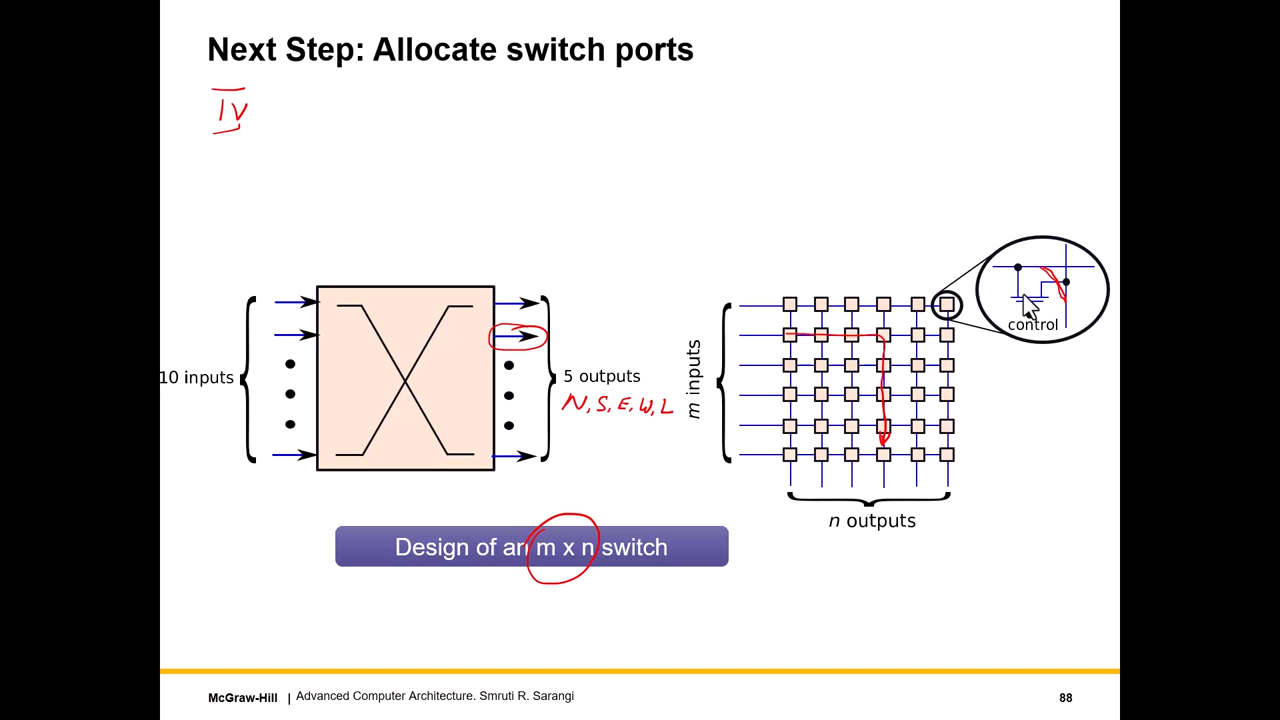 Next Step: Allocate switch ports
IV
10 inputs
5 outputs
N, S, E, W, L
m inputs
control
n outputs
Design of an m x n switch
McGraw-Hill | Advanced Computer Architecture. Smruti R. Sarangi
88